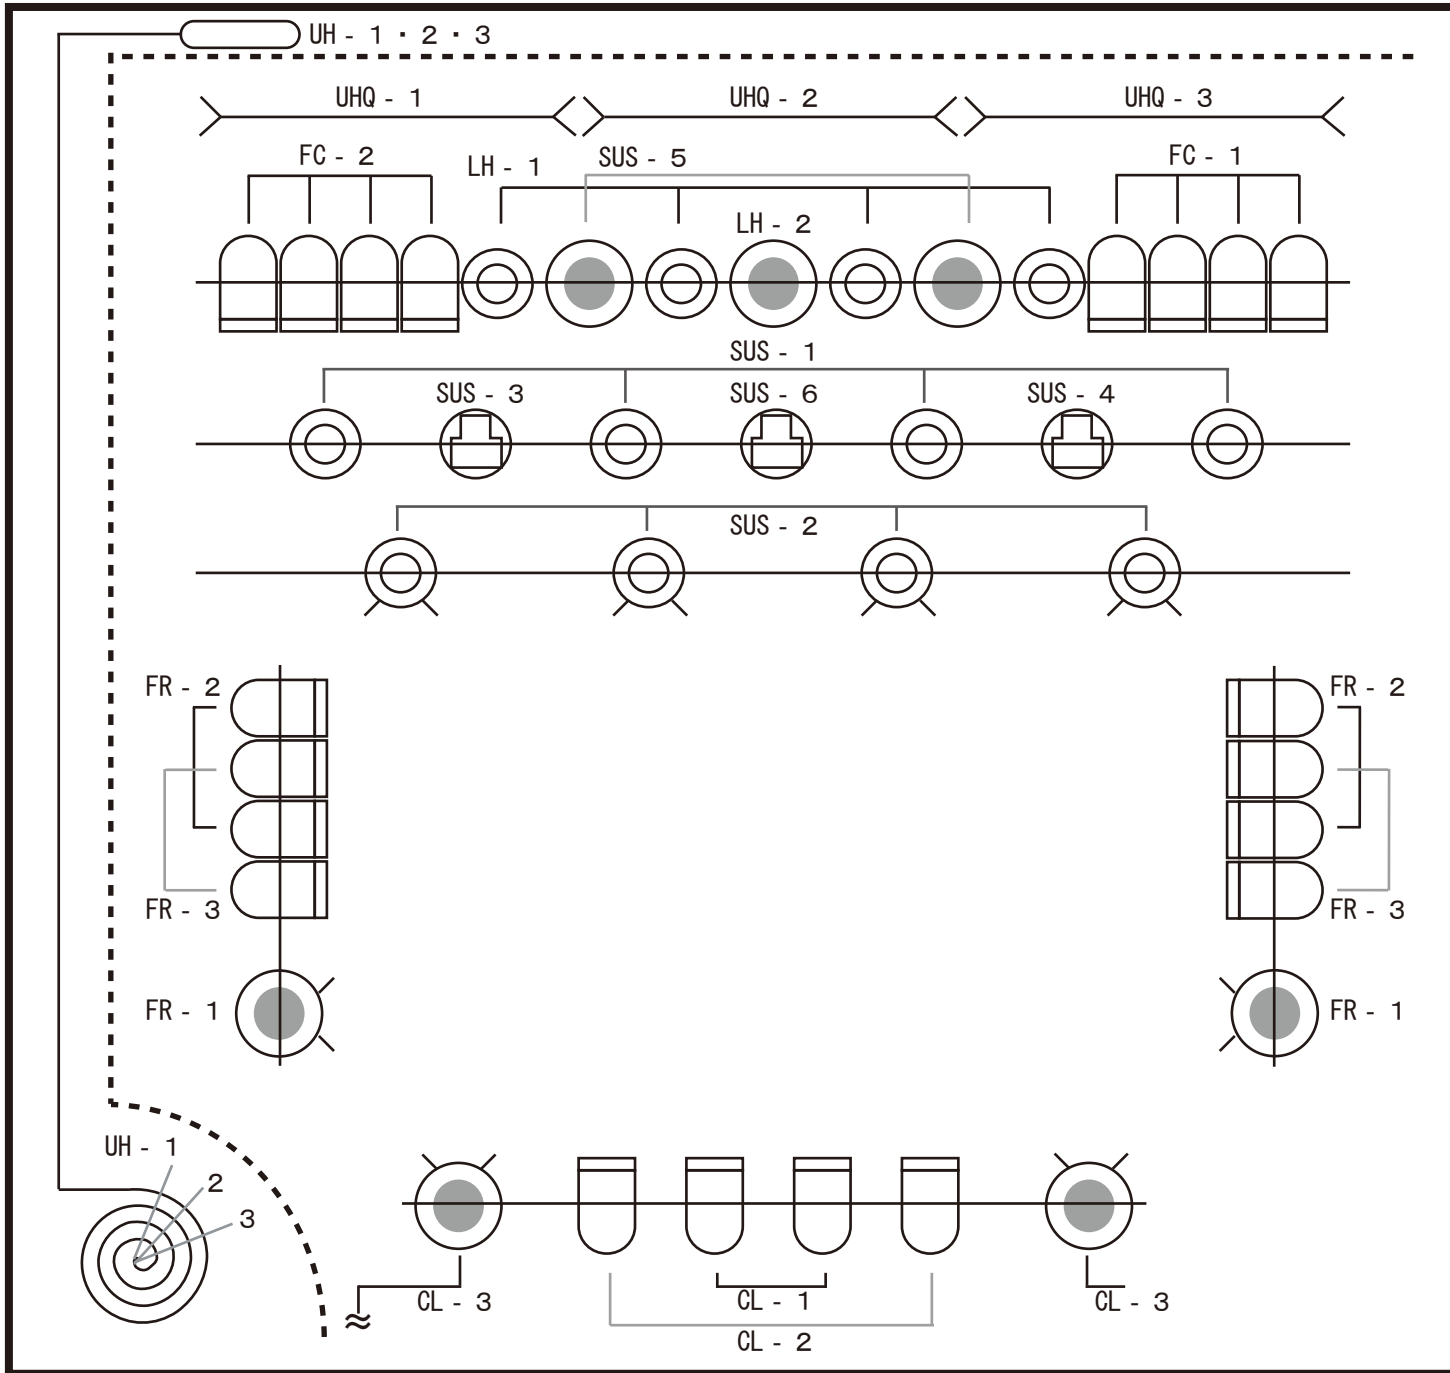 UH - 1 · 2 · 3
UHQ - 1
UHQ - 2
UHQ - 3
FC - 2
LH - 1
SUS - 5
FC - 1
LH - 2
SUS - 1
SUS - 3
SUS - 6
SUS - 4
SUS - 2
FR - 2
FR - 2
FR - 3
FR - 3
FR - 1
FR - 1
UH - 1
2
3
CL - 3
CL - 1
CL - 3
CL - 2